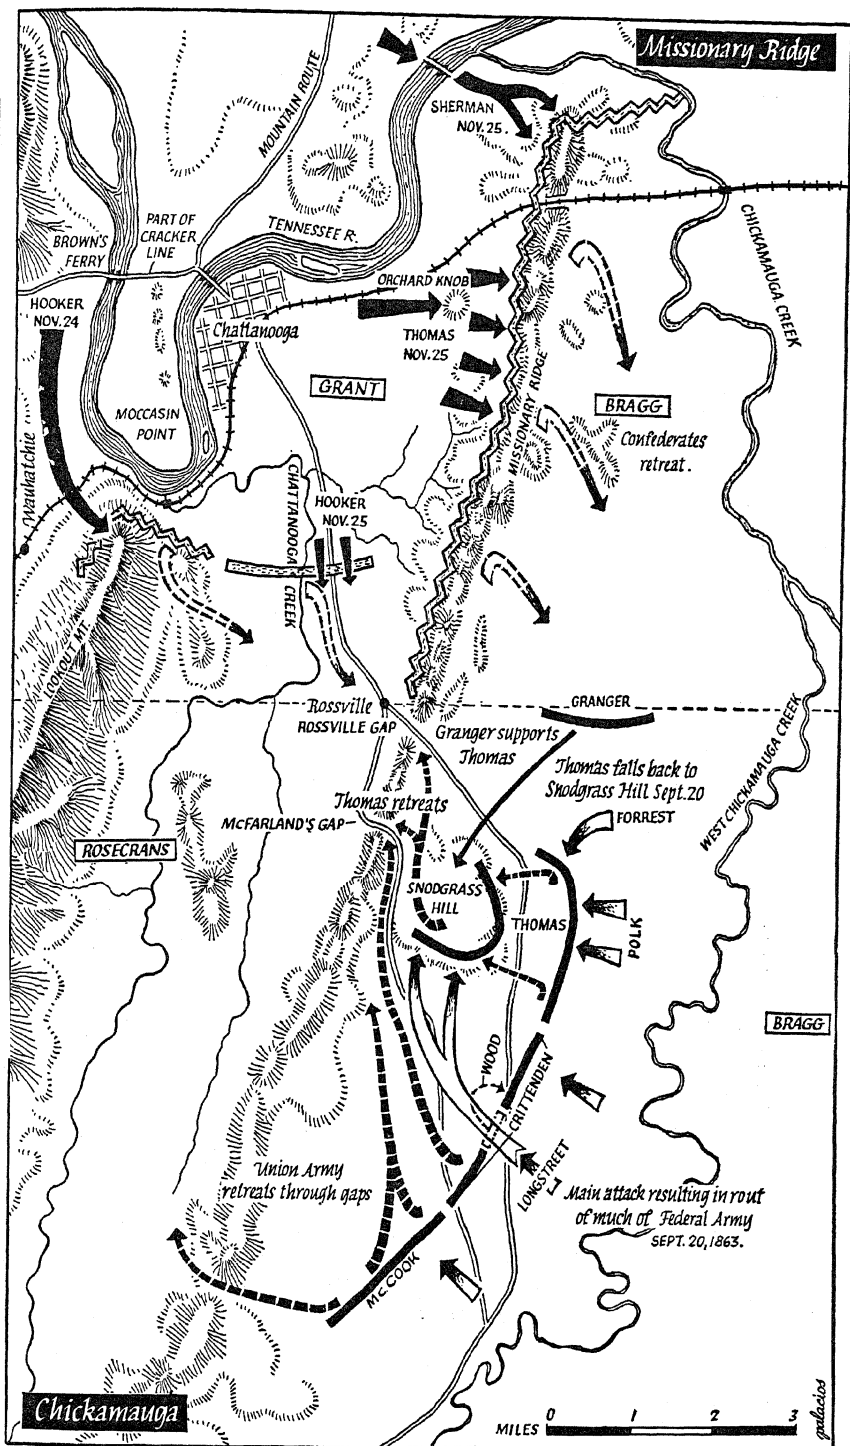 Missionary Ridge
MOUNTAIN ROUTE
SHERMAN
NOV. 25.
PART OF
CRACKER
LINE
TENNESSEE R.
BROWN'S
FERRY
CHICKAMAUGA CREEK
HOOKER
NOV. 24
ORCHARD KNOB
Chattanooga
THOMAS
NOV. 25
GRANT
BRAGG
MISSIONARY RIDGE
MOCCASIN
POINT
Confederates
retreat.
Wauhatchie
CHATTANOOGA
CREEK
HOOKER
NOV. 25
LOOKOUT MT.
Rossville
ROSSVILLE GAP
GRANGER
Granger supports
Thomas
WEST CHICKAMAUGA CREEK
Thomas falls back to
Snodgrass Hill Sept. 20
Thomas retreats
McFARLAND'S GAP
FORREST
ROSECRANS
SNODGRASS
HILL
THOMAS
POLK
BRAGG
WOOD
CRITTENDEN
LONGSTREET
Union Army
retreats through gaps
Main attack resulting in rout
of much of Federal Army
SEPT. 20, 1863.
Mc COOK
Chickamauga
0 1 2 3
MILES
palacios